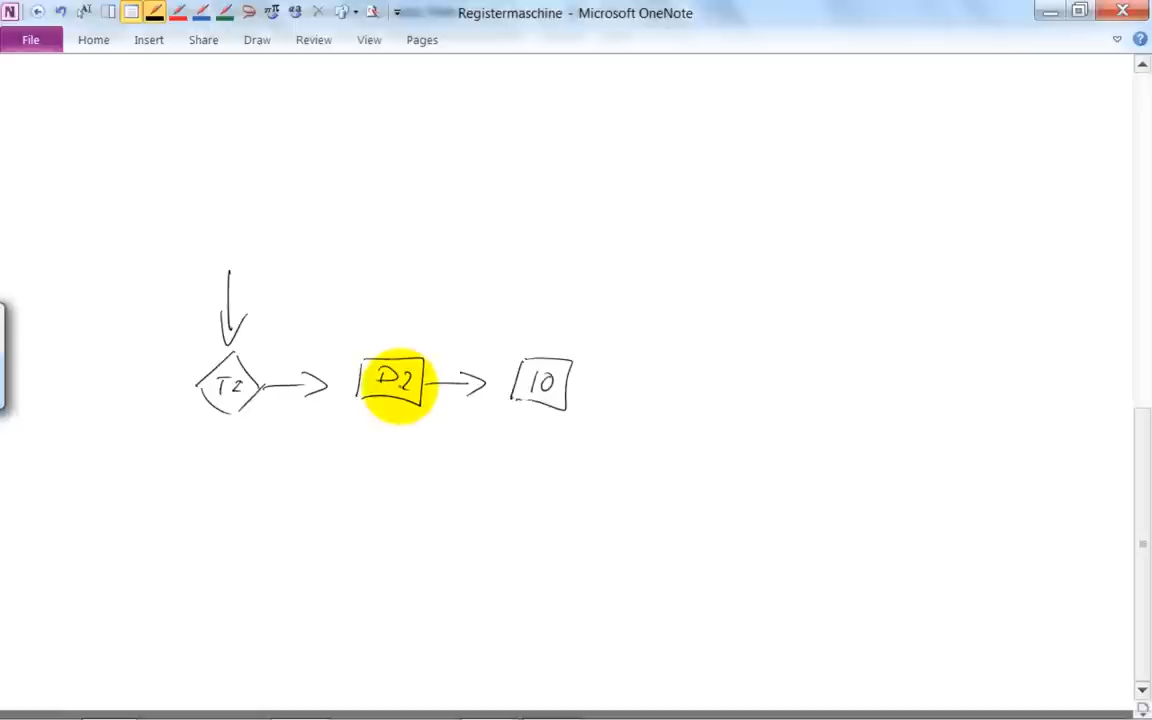 Registermaschine - Microsoft OneNote
File Home Insert Share Draw Review View Pages
T2 D2 10